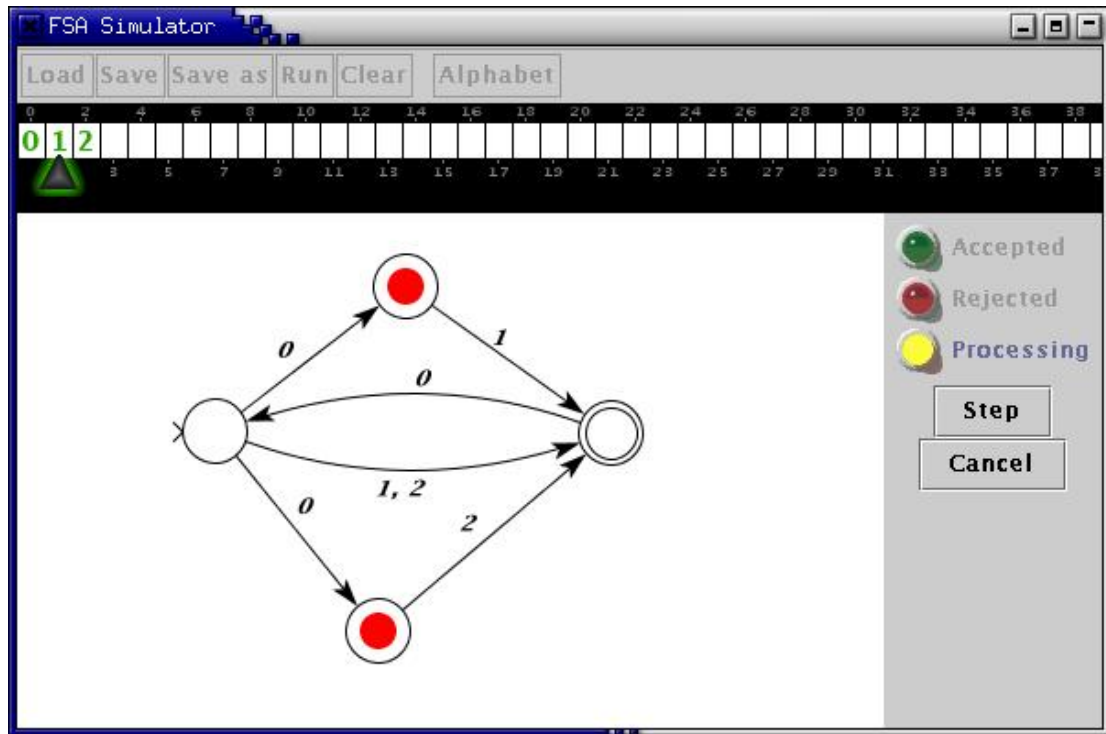 FSA Simulator
Load Save Save as Run Clear Alphabet
0 2 4 6 8 10 12 14 16 18 20 22 24 26 28 30 32 34 36 38
0 1 2
3 5 7 9 11 13 15 17 19 21 23 25 27 29 31 33 35 37
Accepted
Rejected
Processing
Step
Cancel
0
1
0
1, 2
0
2